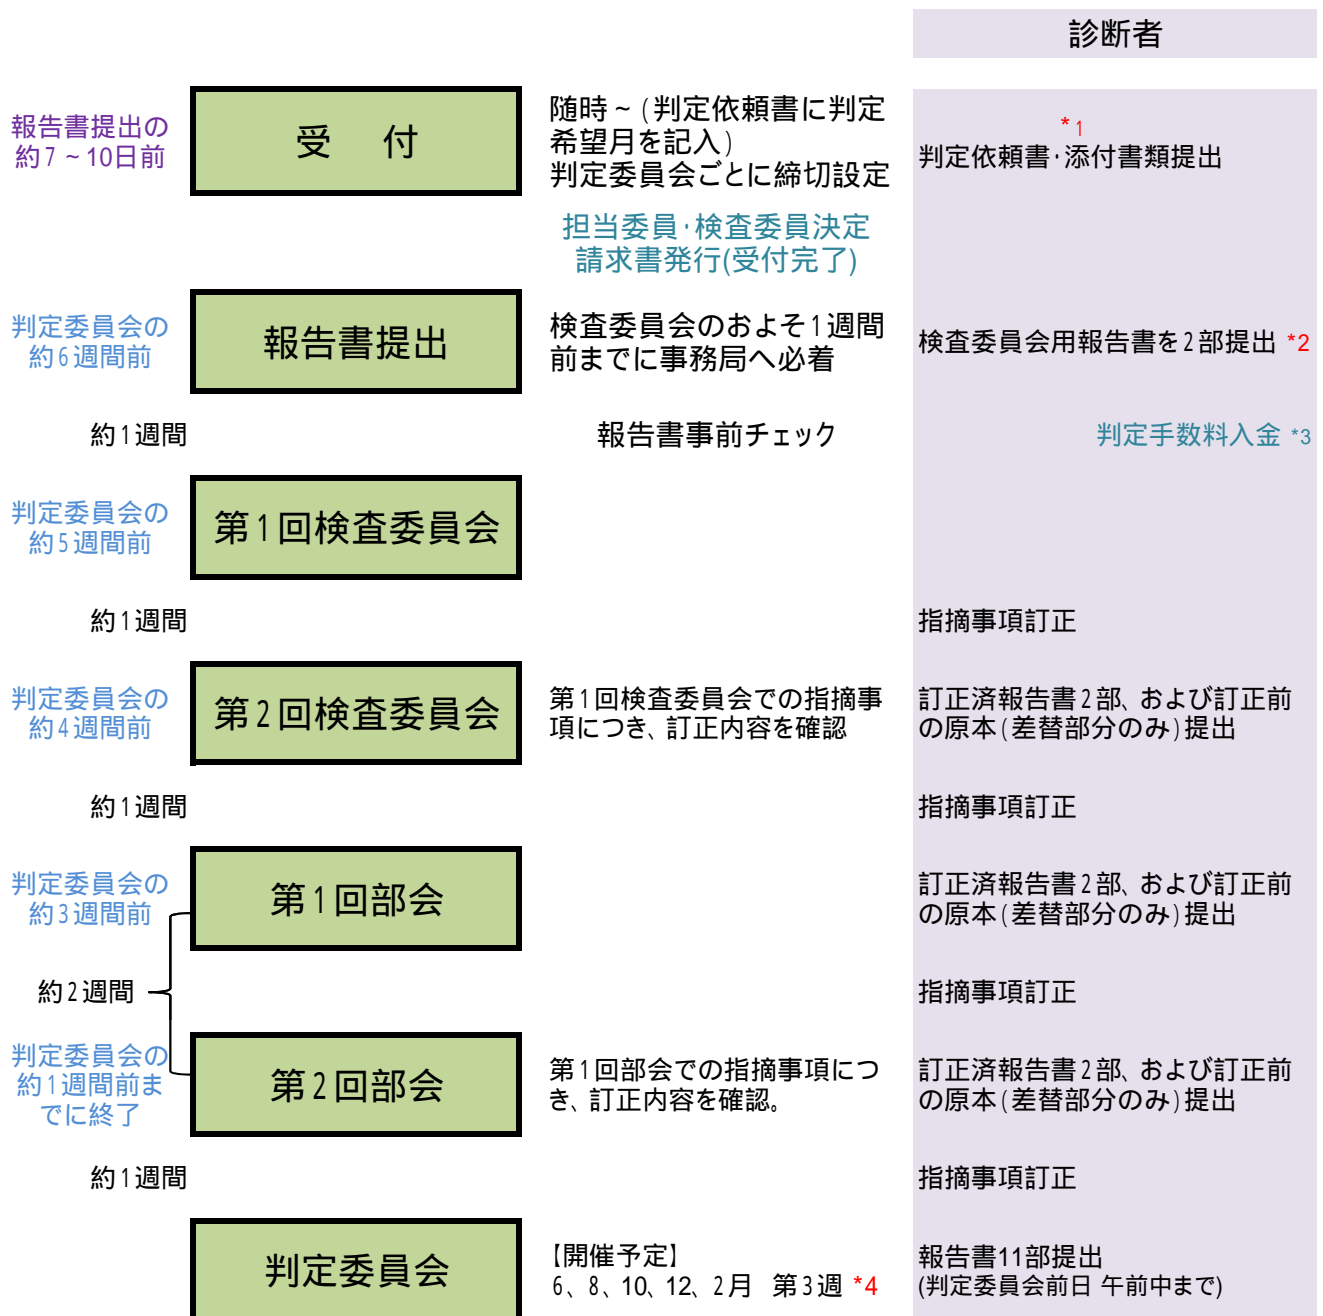 診断者
報告書提出の
約7～10日前
受　付
随時～(判定依頼書に判定
希望月を記入)
判定委員会ごとに締切設定
*1
判定依頼書・添付書類提出
担当委員・検査委員決定
請求書発行(受付完了)
判定委員会の
約6週間前
報告書提出
検査委員会のおよそ1週間
前までに事務局へ必着
検査委員会用報告書を2部提出 *2
約1週間
報告書事前チェック
判定手数料入金 *3
判定委員会の
約5週間前
第1回検査委員会
約1週間
指摘事項訂正
判定委員会の
約4週間前
第2回検査委員会
第1回検査委員会での指摘事
項につき、訂正内容を確認
訂正済報告書2部、および訂正前
の原本(差替部分のみ)提出
約1週間
指摘事項訂正
判定委員会の
約3週間前
第1回部会
訂正済報告書2部、および訂正前
の原本(差替部分のみ)提出
約2週間
指摘事項訂正
判定委員会の
約1週間前ま
でに終了
第2回部会
第1回部会での指摘事項につ
き、訂正内容を確認。
訂正済報告書2部、および訂正前
の原本(差替部分のみ)提出
約1週間
指摘事項訂正
判定委員会
【開催予定】
6、8、10、12、2月　第3週 *4
報告書11部提出
(判定委員会前日 午前中まで)